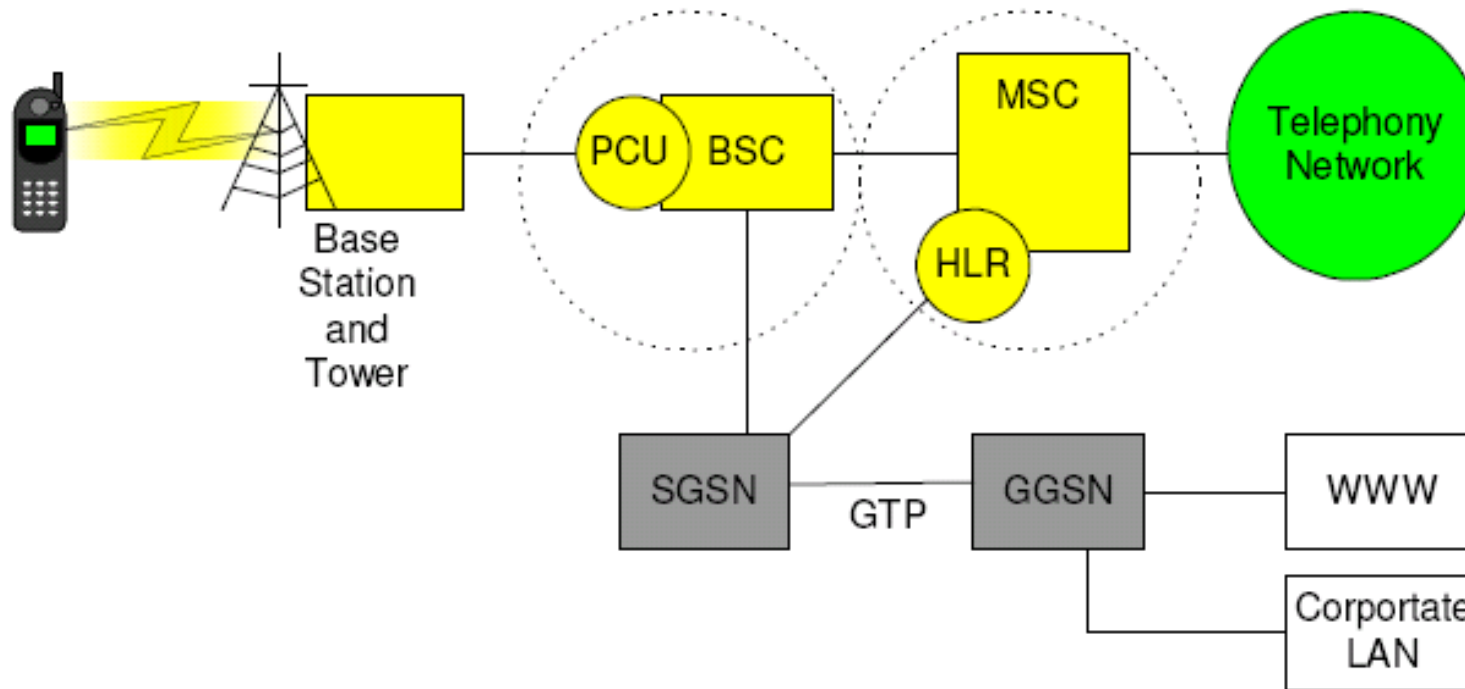 PCU
BSC
MSC
HLR
Telephony
Network
Base
Station
and
Tower
SGSN
GTP
GGSN
WWW
Corportate
LAN